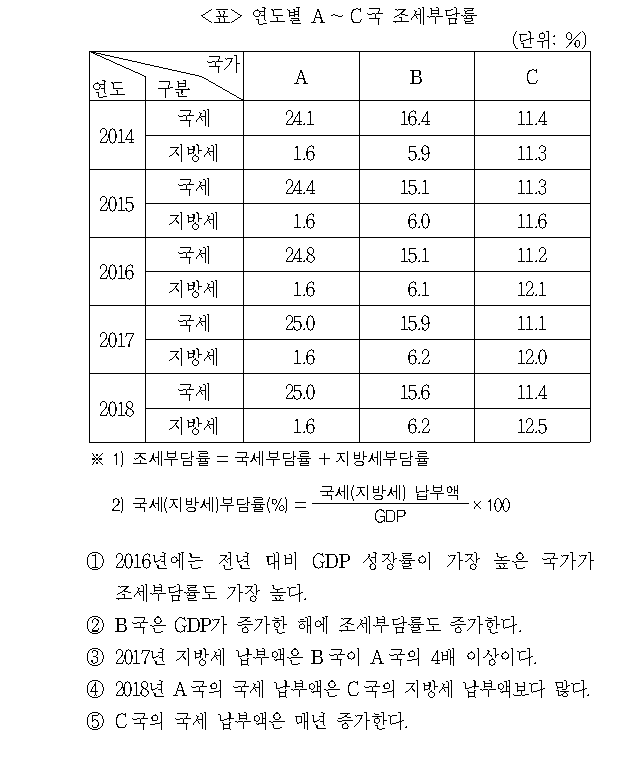 <표> 연도별 A ~ C국 조세부담률
(단위: %)
국가
연도 구분 A B C
2014 국세 24.1 16.4 11.4
지방세 1.6 5.9 11.3
2015 국세 24.4 15.1 11.3
지방세 1.6 6.0 11.6
2016 국세 24.8 15.1 11.2
지방세 1.6 6.1 12.1
2017 국세 25.0 15.9 11.1
지방세 1.6 6.2 12.0
2018 국세 25.0 15.6 11.4
지방세 1.6 6.2 12.5
※ 1) 조세부담률 = 국세부담률 + 지방세부담률
2) 국세(지방세)부담률(%) = 국세(지방세) 납부액 / GDP × 100
① 2016년에는 전년 대비 GDP 성장률이 가장 높은 국가가
조세부담률도 가장 높다.
② B국은 GDP가 증가한 해에 조세부담률도 증가한다.
③ 2017년 지방세 납부액은 B국이 A국의 4배 이상이다.
④ 2018년 A국의 국세 납부액은 C국의 지방세 납부액보다 많다.
⑤ C국의 국세 납부액은 매년 증가한다.